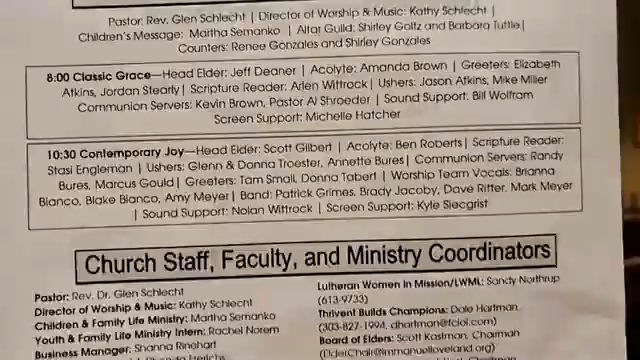 Pastor: Rev. Glen Schlecht | Director of Worship & Music: Kathy Schlecht |
Children's Message: Martha Semanko | Altar Guild: Shirley Goltz and Barbara Tuttle|
Counters: Renee Gonzales and Shirley Gonzales
8:00 Classic Grace—Head Elder: Jeff Deaner | Acolyte: Amanda Brown | Greeters: Elizabeth
Atkins, Jordan Stearly| Scripture Reader: Arlen Wittrock| Ushers: Jason Atkins, Mike Miller
Communion Servers: Kevin Brown, Pastor Al Shroeder | Sound Support: Bill Wolfram
Screen Support: Michelle Hatcher
10:30 Contemporary Joy—Head Elder: Scott Gilbert | Acolyte: Ben Roberts| Scripture Reader:
Stasi Engleman | Ushers: Glenn & Donna Troester, Annette Bures| Communion Servers: Randy
Bures, Marcus Gould| Greeters: Tam Smail, Donna Tabert | Worship Team Vocals: Brianna
Bianco, Blake Bianco, Amy Meyer| Band: Patrick Grimes, Brady Jacoby, Dave Ritter, Mark Meyer
| Sound Support: Nolan Wittrock | Screen Support: Kyle Siecgrist
Church Staff, Faculty, and Ministry Coordinators
Pastor: Rev. Dr. Glen Schlecht
Director of Worship & Music: Kathy Schlecht
Children & Family Life Ministry: Martha Semanko
Youth & Family Life Ministry Intern: Rachel Norem
Business Manager: Shanna Rinehart
Lutheran Women in Mission/LWML: Sandy Northrup
(613-9733)
Thrivent Builds Champions: Dale Hartman,
(303-827-1994, dhartman@fciol.com)
Board of Elders: Scott Kastman, Chairman
(ElderChair@immanuelloveland.org)